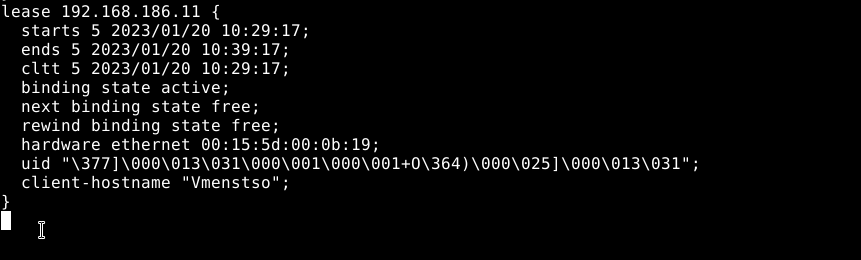 lease 192.168.186.11 {
  starts 5 2023/01/20 10:29:17;
  ends 5 2023/01/20 10:39:17;
  cltt 5 2023/01/20 10:29:17;
  binding state active;
  next binding state free;
  rewind binding state free;
  hardware ethernet 00:15:5d:00:0b:19;
  uid "\377]\000\013\031\000\001\000\001+O\364)\000\025]\000\013\031";
  client-hostname "Vmenstso";
}